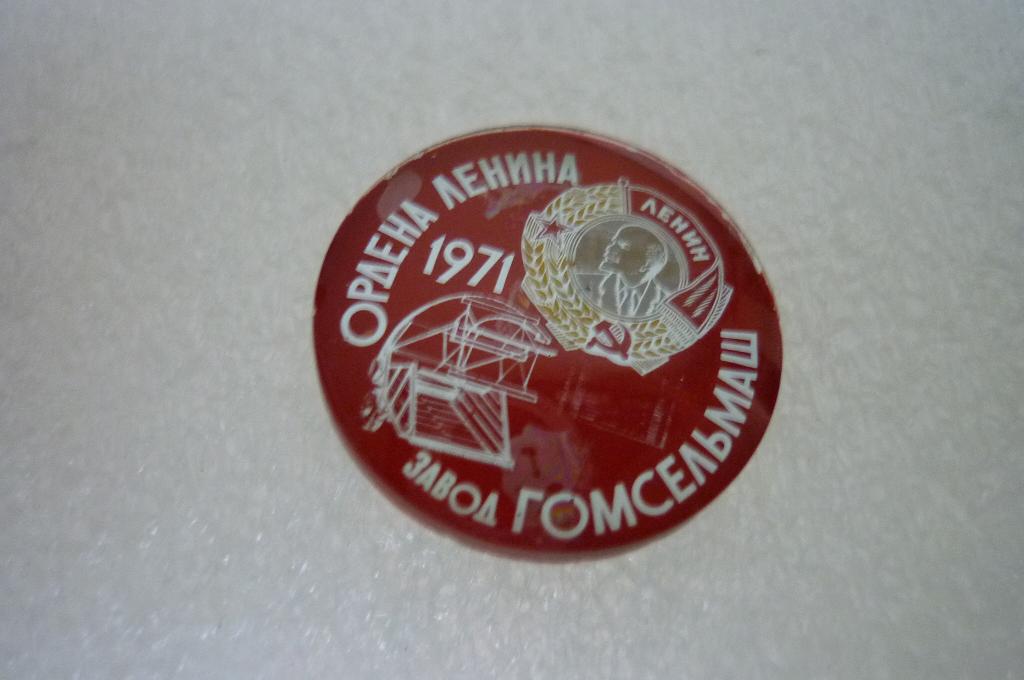 ОРДЕНА ЛЕНИНА
1971
ЛЕНИН
ЗАВОД ГОМСЕЛЬМАШ